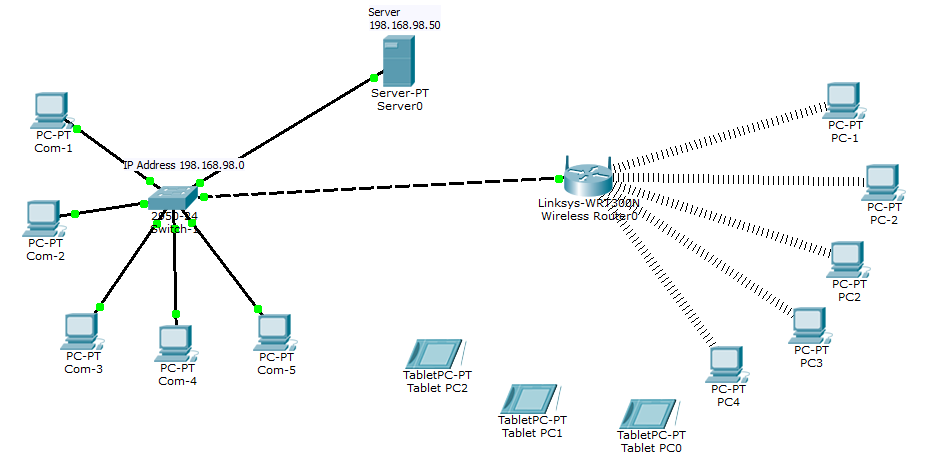 Server
198.168.98.50
Server-PT
Server0
PC-PT
Com-1
IP Address 198.168.98.0
2950-24
Switch-1
PC-PT
Com-2
PC-PT
Com-3
PC-PT
Com-4
PC-PT
Com-5
Linksys-WRT300N
Wireless Router0
PC-PT
PC-1
PC-PT
PC-2
PC-PT
PC2
PC-PT
PC3
PC-PT
PC4
TabletPC-PT
Tablet PC2
TabletPC-PT
Tablet PC1
TabletPC-PT
Tablet PC0